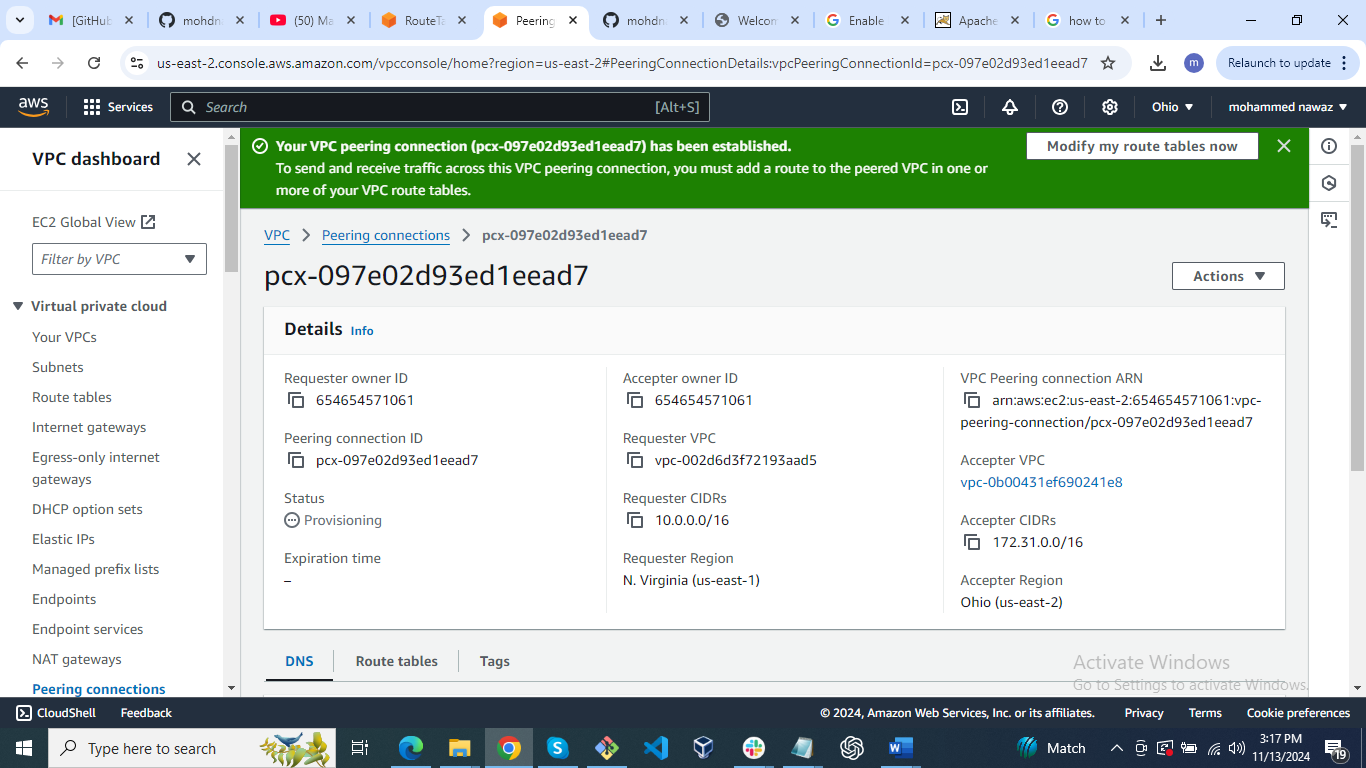 [GitHub
mohdna
(50) Ma
RouteTa
Peering
mohdn
Welcom
Enable
Apache
how to
us-east-2.console.aws.amazon.com/vpcconsole/home?region=us-east-2#PeeringConnectionDetails:vpcPeeringConnectionId=pcx-097e02d93ed1eead7
m
Relaunch to update
aws
Services
Search
[Alt+S]
Ohio
mohammed nawaz
VPC dashboard
EC2 Global View
Filter by VPC
Virtual private cloud
Your VPCs
Subnets
Route tables
Internet gateways
Egress-only internet
gateways
DHCP option sets
Elastic IPs
Managed prefix lists
Endpoints
Endpoint services
NAT gateways
Peering connections
Your VPC peering connection (pcx-097e02d93ed1eead7) has been established.
To send and receive traffic across this VPC peering connection, you must add a route to the peered VPC in one or
more of your VPC route tables.
Modify my route tables now
VPC
Peering connections
pcx-097e02d93ed1eead7
pcx-097e02d93ed1eead7
Actions
Details Info
Requester owner ID
654654571061
Peering connection ID
pcx-097e02d93ed1eead7
Status
Provisioning
Expiration time
–
Accepter owner ID
654654571061
Requester VPC
vpc-002d6d3f72193aad5
Requester CIDRs
10.0.0.0/16
Requester Region
N. Virginia (us-east-1)
VPC Peering connection ARN
arn:aws:ec2:us-east-2:654654571061:vpc-
peering-connection/pcx-097e02d93ed1eead7
Accepter VPC
vpc-0b00431ef690241e8
Accepter CIDRs
172.31.0.0/16
Accepter Region
Ohio (us-east-2)
DNS
Route tables
Tags
Activate Windows
Go to Settings to activate Windows.
CloudShell
Feedback
© 2024, Amazon Web Services, Inc. or its affiliates.
Privacy
Terms
Cookie preferences
Type here to search
Match
3:17 PM
11/13/2024
19